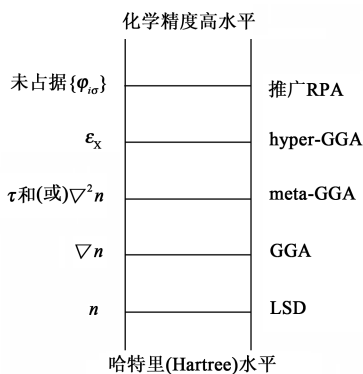 化学精度高水平
未占据{φiσ} 推广RPA
εX hyper-GGA
τ和(或)▽²n meta-GGA
▽n GGA
n LSD
哈特里(Hartree)水平